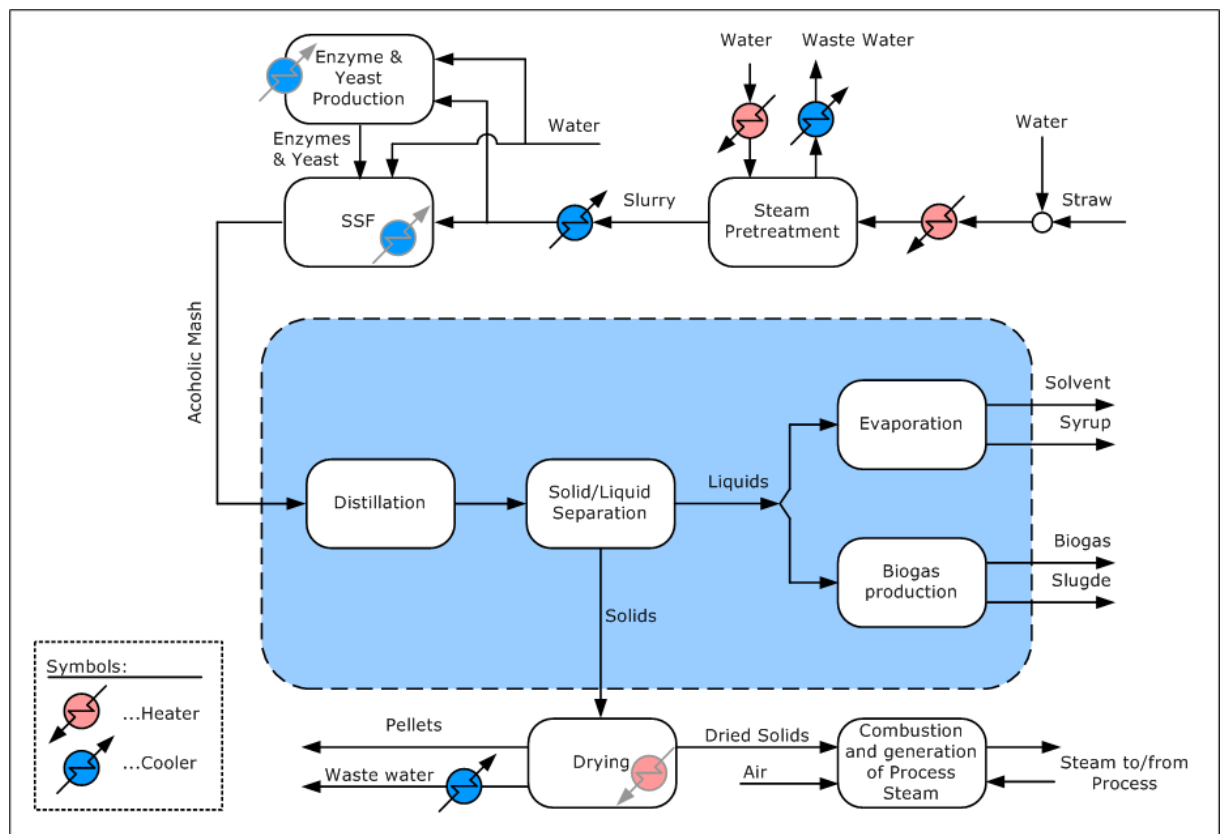 Enzyme &
Yeast
Production
Water
Waste Water
Water
Enzymes
& Yeast
Water
SSF
Slurry
Steam
Pretreatment
Straw
Acoholic Mash
Solvent
Evaporation
Syrup
Distillation
Solid/Liquid
Separation
Liquids
Biogas
Biogas
production
Slugde
Solids
Symbols:
...Heater
...Cooler
Pellets
Waste water
Drying
Dried Solids
Air
Combustion
and generation
of Process
Steam
Steam to/from
Process